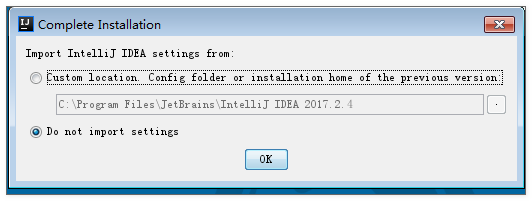 IJ
Complete Installation
Import IntelliJ IDEA settings from:
Custom location. Config folder or installation home of the previous version:
C:\Program Files\JetBrains\IntelliJ IDEA 2017.2.4
.
Do not import settings
OK